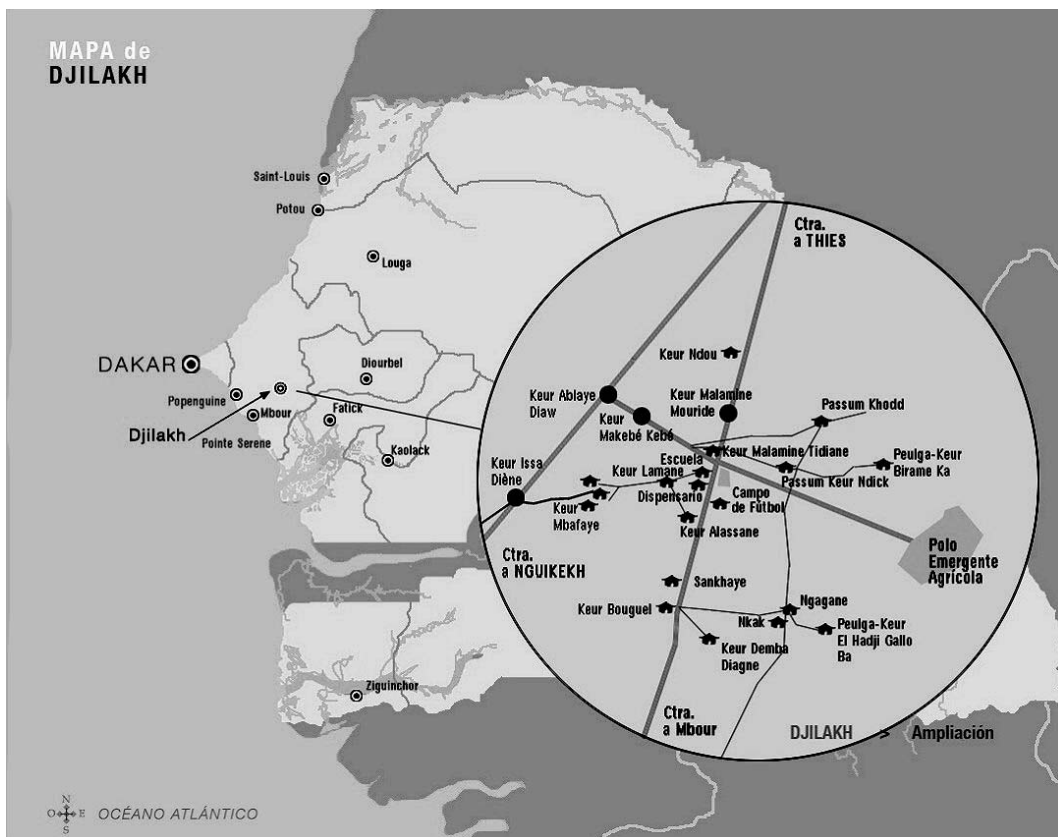 MAPA de
DJILAKH
Saint-Louis
Potou
Louga
DAKAR
Diourbel
Popenguine
Mbour
Fatick
Djilakh
Pointe Serene
Kaolack
Ziguinchor
Ctra.
a THIES
Keur Ndou
Keur Ablaye
Diaw
Keur Malamine
Mouride
Passum Khodd
Keur
Makebé Kebé
Keur Malamine Tidiane
Escuela
Peulga-Keur
Birame Ka
Keur Issa
Diène
Keur Lamane
Passum Keur Ndick
Dispensario
Campo
de Fútbol
Keur
Mbafaye
Keur Alassane
Ctra.
a NGUIKEKH
Polo
Emergente
Agrícola
Sankhaye
Keur Bouguel
Ngagane
Nkak
Peulga-Keur
El Hadji Gallo
Ba
Keur Demba
Diagne
Ctra.
a Mbour
DJILAKH > Ampliación
N
O E
S
OCÉANO ATLÁNTICO